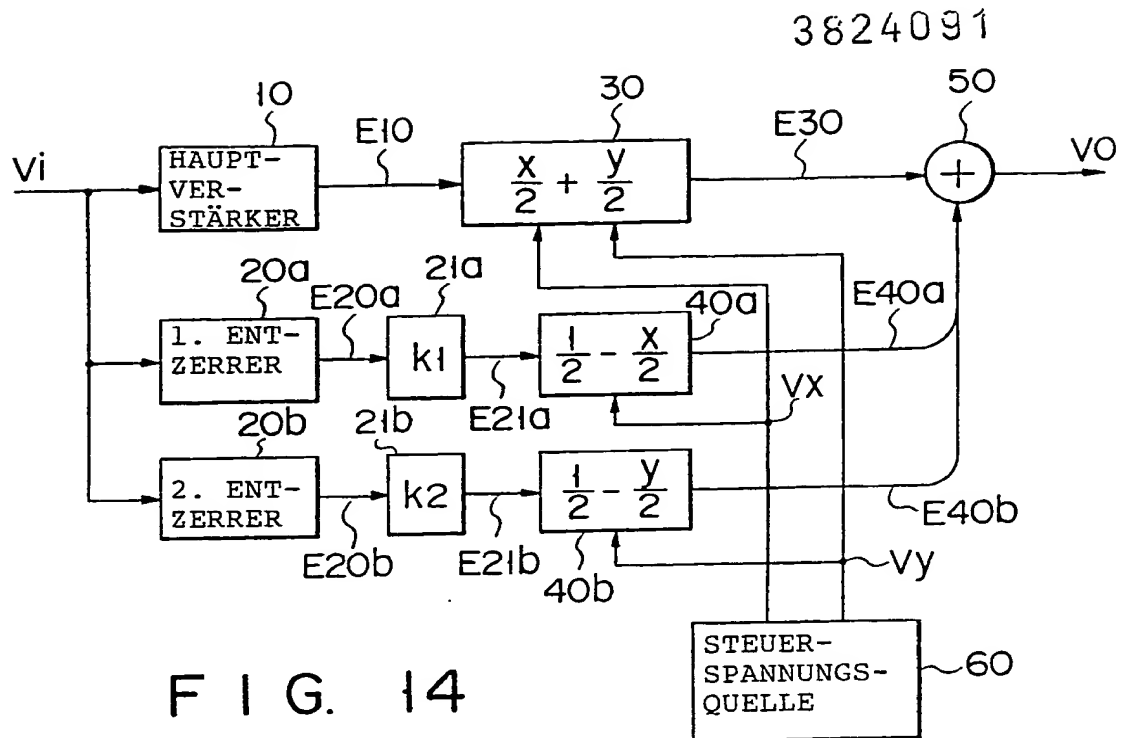 3824091
10
30
50
E10
E30
Vi
VO
HAUPT-
VER-
STÄRKER
x/2 + y/2
+
20a
E20a
21a
40a
E40a
1. ENT-
ZERRER
k1
1/2 - x/2
E21a
VX
20b
21b
2. ENT-
ZERRER
k2
1/2 - y/2
E40b
E20b
E21b
40b
Vy
STEUER-
SPANNUNGS-
QUELLE
60
FIG. 14